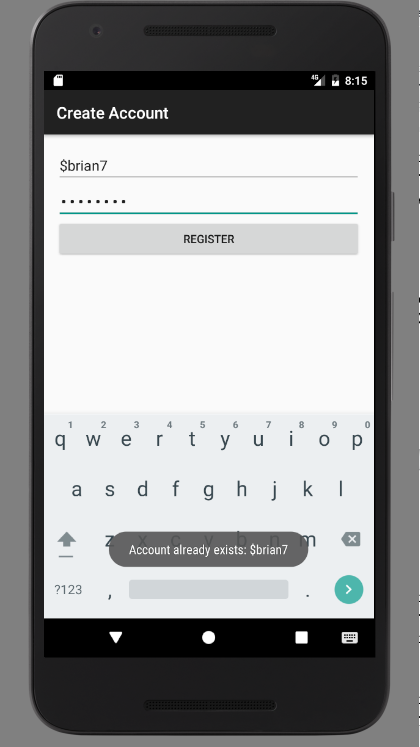 4G 8:15
Create Account
$brian7
••••••••
REGISTER
1 2 3 4 5 6 7 8 9 0
q w e r t y u i o p
a s d f g h j k l
z x c v b n m
Account already exists: $brian7
?123 , .